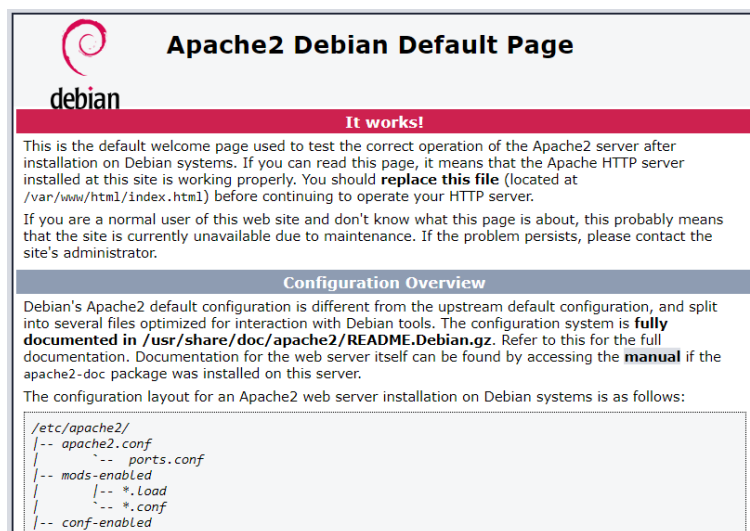 debian
Apache2 Debian Default Page
It works!
This is the default welcome page used to test the correct operation of the Apache2 server after
installation on Debian systems. If you can read this page, it means that the Apache HTTP server
installed at this site is working properly. You should replace this file (located at
/var/www/html/index.html) before continuing to operate your HTTP server.
If you are a normal user of this web site and don't know what this page is about, this probably means
that the site is currently unavailable due to maintenance. If the problem persists, please contact the
site's administrator.
Configuration Overview
Debian's Apache2 default configuration is different from the upstream default configuration, and split
into several files optimized for interaction with Debian tools. The configuration system is fully
documented in /usr/share/doc/apache2/README.Debian.gz. Refer to this for the full
documentation. Documentation for the web server itself can be found by accessing the manual if the
apache2-doc package was installed on this server.
The configuration layout for an Apache2 web server installation on Debian systems is as follows:
/etc/apache2/
|-- apache2.conf
|       `--  ports.conf
|-- mods-enabled
|       |-- *.load
|       `-- *.conf
|-- conf-enabled